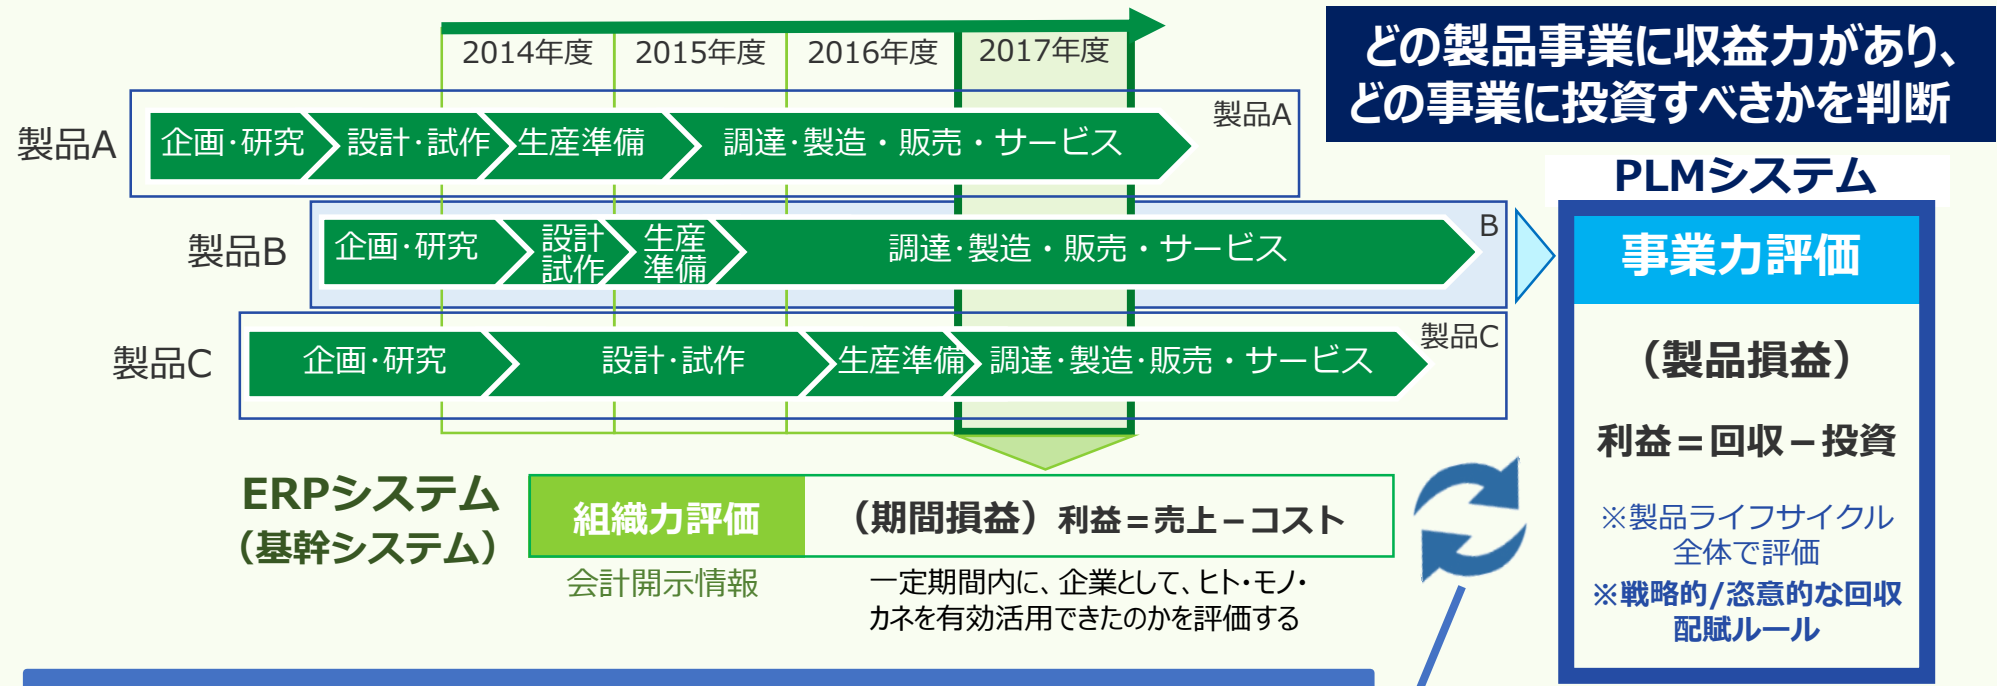 2014年度 2015年度 2016年度 2017年度
どの製品事業に収益力があり、
どの事業に投資すべきかを判断
製品A
企画･研究 設計･試作 生産準備 調達･製造・販売・サービス
製品A
製品B
企画･研究 設計 試作 生産 準備 調達･製造・販売・サービス
B
製品C
企画･研究 設計･試作 生産準備 調達･製造･販売・サービス
製品C
PLMシステム
事業力評価
（製品損益）
利益＝回収－投資
※製品ライフサイクル
全体で評価
※戦略的/恣意的な回収
配賦ルール
ERPシステム
（基幹システム）
組織力評価
（期間損益）利益＝売上－コスト
会計開示情報
一定期間内に、企業として、ヒト･モノ･
カネを有効活用できたのかを評価する